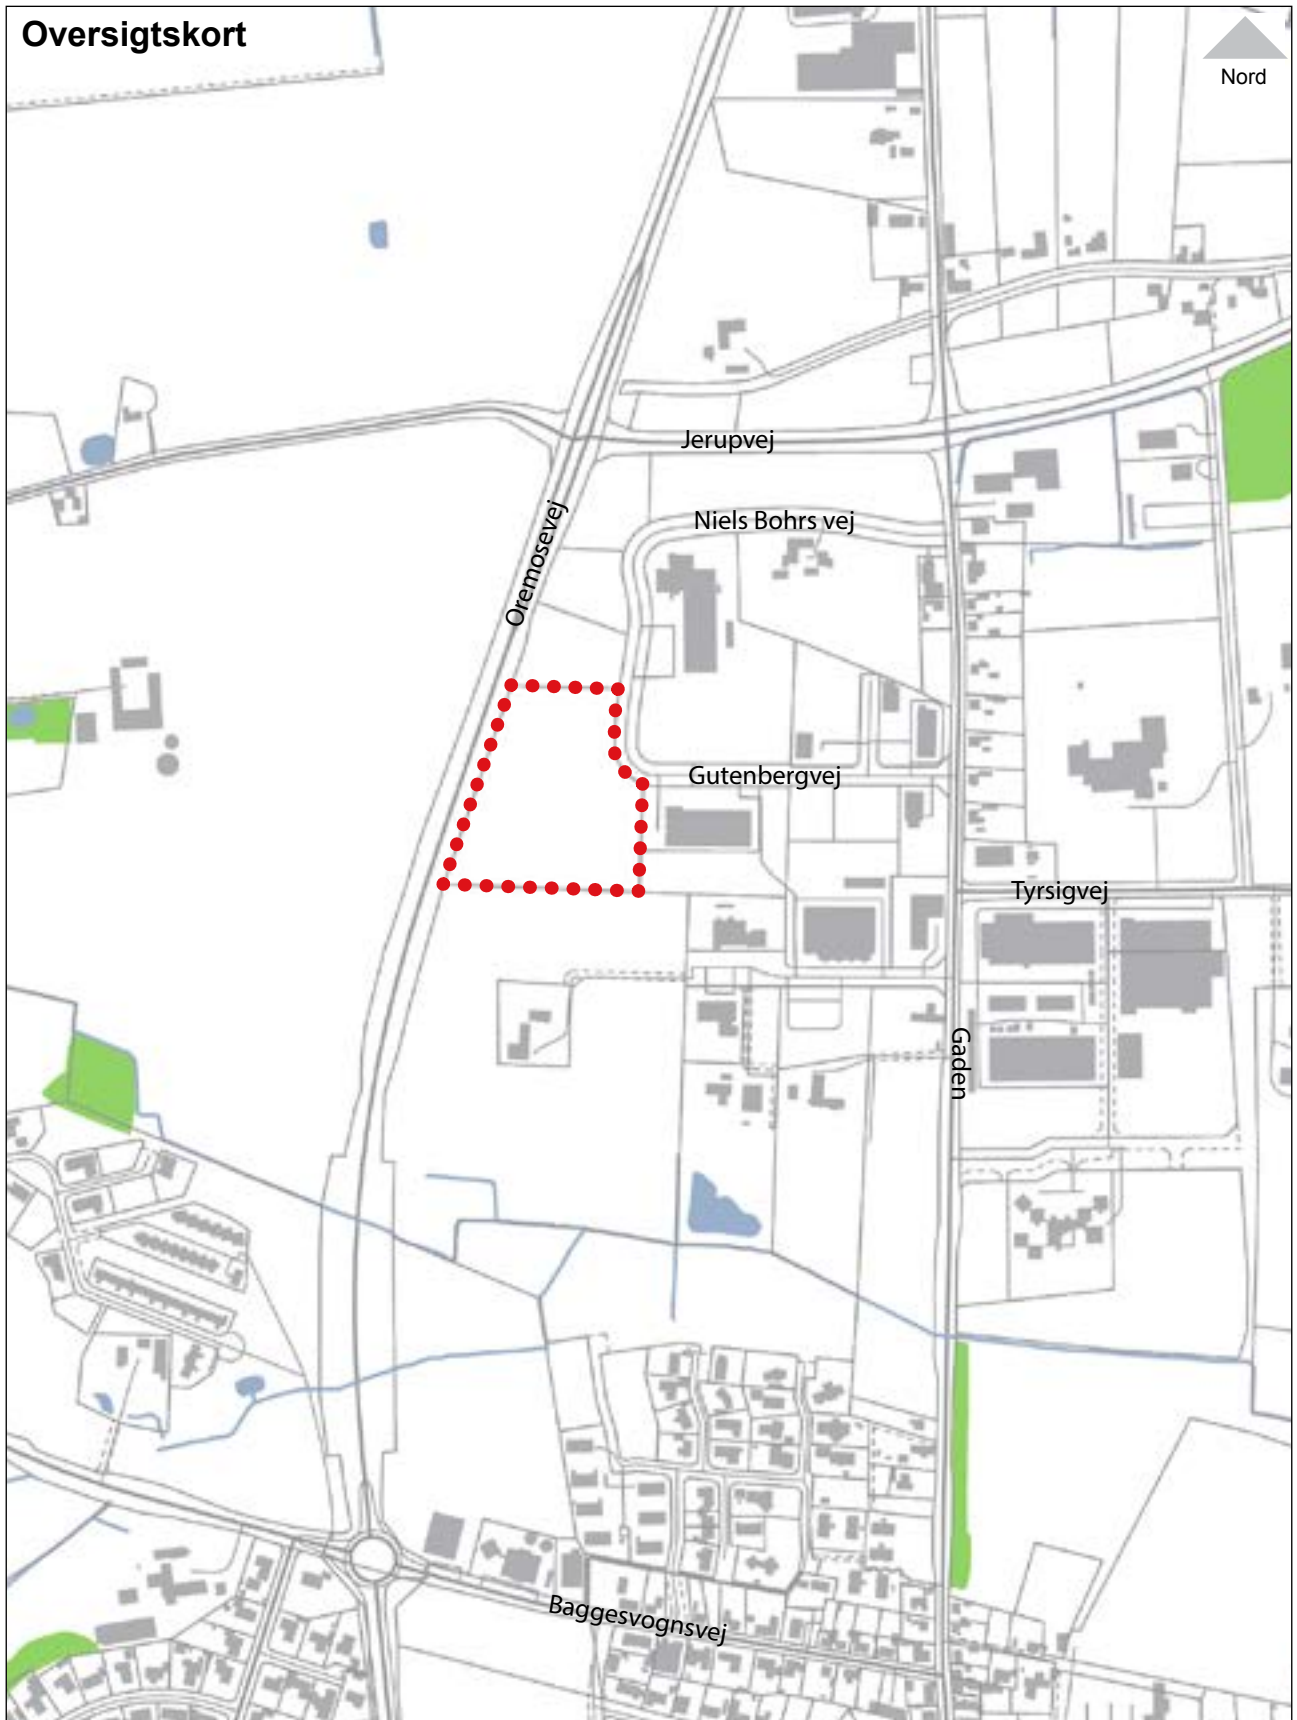 Oversigtskort
Nord
Jerupvej
Niels Bohrs vej
Oremosevej
Gutenbergvej
Tyrsigvej
Gaden
Baggesvognsvej